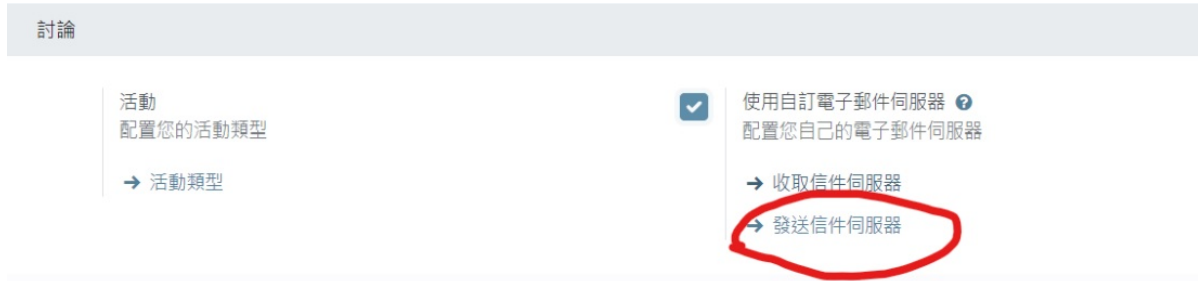 討論
活動
配置您的活動類型
→ 活動類型
使用自訂電子郵件伺服器
配置您自己的電子郵件伺服器
→ 收取信件伺服器
→ 發送信件伺服器